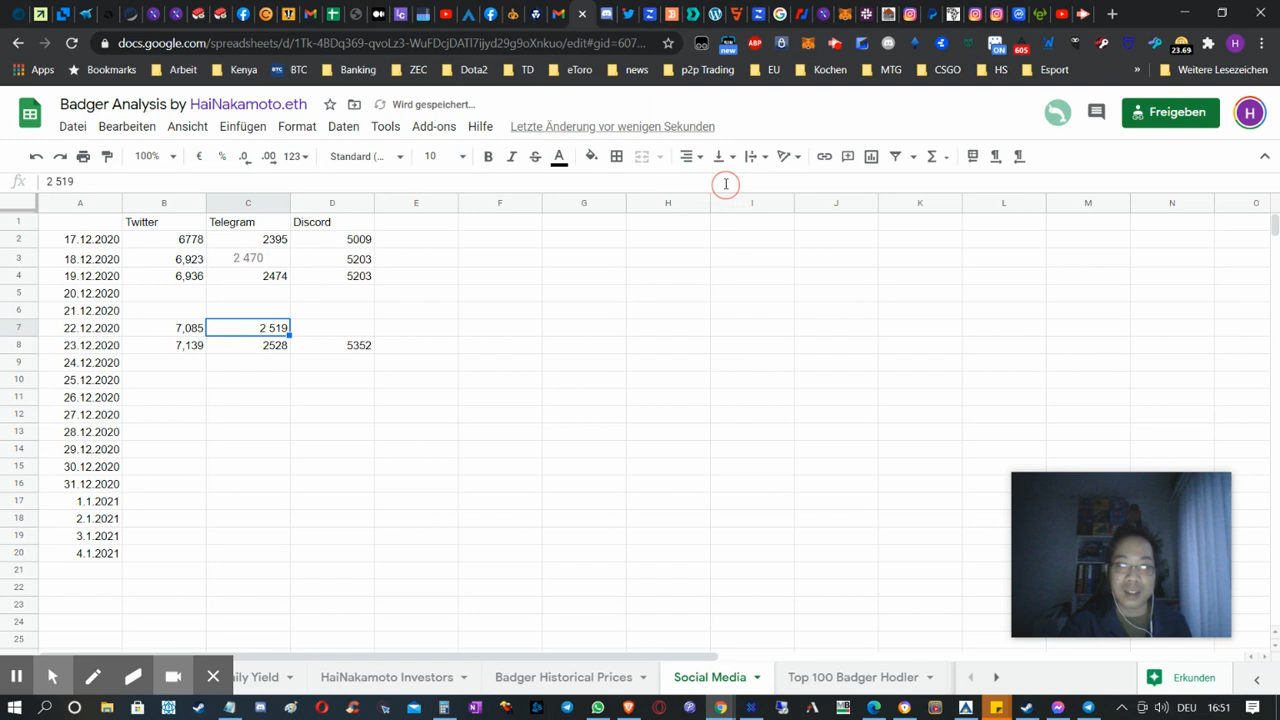 docs.google.com/spreadsheets/d/1Tk-4BDq369-qvoLz3-WuFDcjDATl7iivd29g9oXnkuo/edit#gid=607...
new
ABP
ON
605
23.69
H
Apps
Bookmarks
Arbeit
Kenya
BTC
BTC
Banking
ZEC
Dota2
TD
eToro
news
p2p Trading
EU
Kochen
MTG
CSGO
HS
Esport
»
Weitere Lesezeichen
Badger Analysis by HaiNakamoto.eth
Wird gespeichert…
Freigeben
H
Datei Bearbeiten Ansicht Einfügen Format Daten Tools Add-ons Hilfe Letzte Änderung vor wenigen Sekunden
100% € % .0 .00 123 Standard (... 10 B I S A Σ
fx 2 519
A B C D E F G H I J K L M N O
1 Twitter Telegram Discord
2 17.12.2020 6778 2395 5009
3 18.12.2020 6,923 2 470 5203
4 19.12.2020 6,936 2474 5203
5 20.12.2020
6 21.12.2020
7 22.12.2020 7,085 2 519
8 23.12.2020 7,139 2528 5352
9 24.12.2020
10 25.12.2020
11 26.12.2020
12 27.12.2020
13 28.12.2020
14 29.12.2020
15 30.12.2020
16 31.12.2020
17 1.1.2021
18 2.1.2021
19 3.1.2021
20 4.1.2021
21
22
23
24
25
ily Yield HaiNakamoto Investors Badger Historical Prices Social Media Top 100 Badger Hodler Erkunden
DEU 16:51